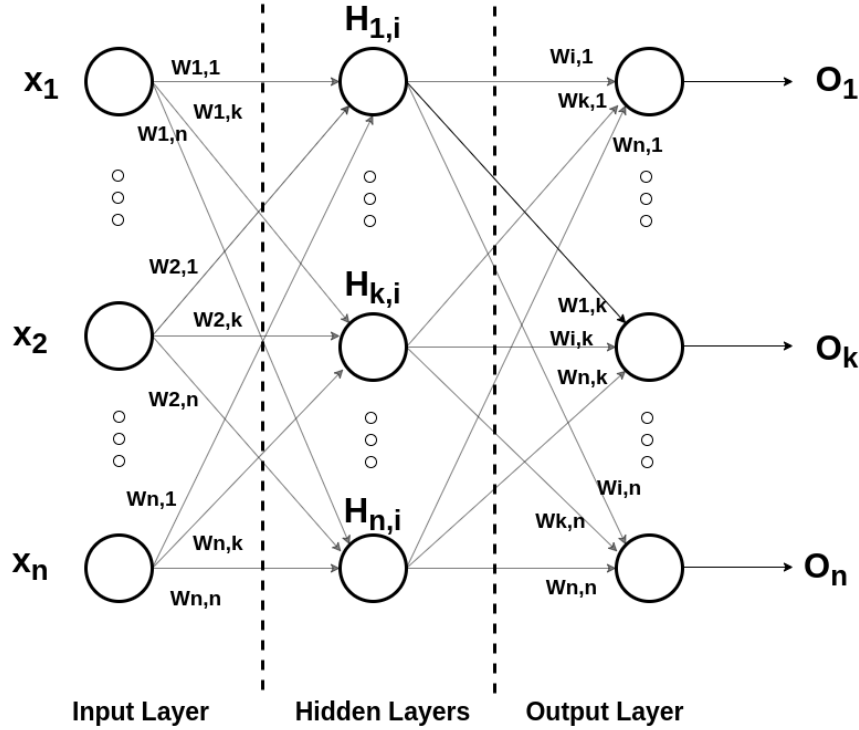 H1,i
x1
W1,1
Wi,1
O1
W1,k
Wk,1
W1,n
Wn,1
W2,1
Hk,i
W1,k
x2
W2,k
Wi,k
Ok
W2,n
Wn,k
Wn,1
Hn,i
Wi,n
Wk,n
xn
Wn,k
On
Wn,n
Wn,n
Input Layer
Hidden Layers
Output Layer